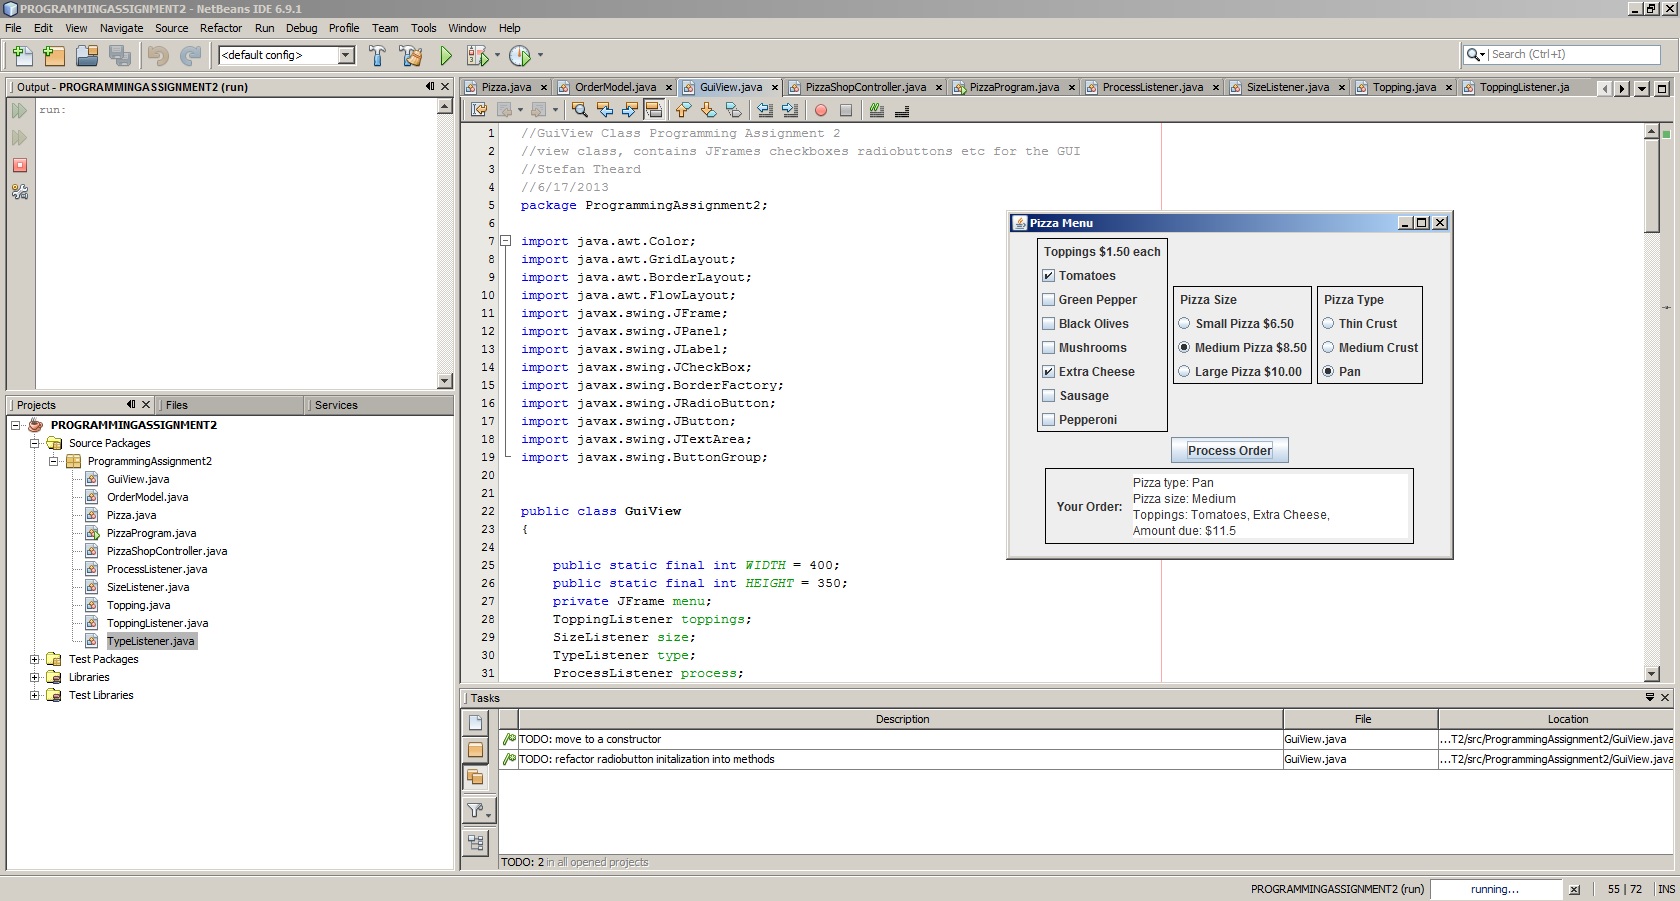 PROGRAMMINGASSIGNMENT2 - NetBeans IDE 6.9.1
File Edit View Navigate Source Refactor Run Debug Profile Team Tools Window Help
<default config>
Search (Ctrl+I)
Output - PROGRAMMINGASSIGNMENT2 (run)
run:
Projects
Files
Services
PROGRAMMINGASSIGNMENT2
Source Packages
ProgrammingAssignment2
GuiView.java
OrderModel.java
Pizza.java
PizzaProgram.java
PizzaShopController.java
ProcessListener.java
SizeListener.java
Topping.java
ToppingListener.java
TypeListener.java
Test Packages
Libraries
Test Libraries
Pizza.java OrderModel.java GuiView.java PizzaShopController.java PizzaProgram.java ProcessListener.java SizeListener.java Topping.java ToppingListener.ja
1 //GuiView Class Programming Assignment 2
2 //view class, contains JFrames checkboxes radiobuttons etc for the GUI
3 //Stefan Theard
4 //6/17/2013
5 package ProgrammingAssignment2;
6
7 import java.awt.Color;
8 import java.awt.GridLayout;
9 import java.awt.BorderLayout;
10 import java.awt.FlowLayout;
11 import javax.swing.JFrame;
12 import javax.swing.JPanel;
13 import javax.swing.JLabel;
14 import javax.swing.JCheckBox;
15 import javax.swing.BorderFactory;
16 import javax.swing.JRadioButton;
17 import javax.swing.JButton;
18 import javax.swing.JTextArea;
19 import javax.swing.ButtonGroup;
20
21
22 public class GuiView
23 {
24
25 public static final int WIDTH = 400;
26 public static final int HEIGHT = 350;
27 private JFrame menu;
28 ToppingListener toppings;
29 SizeListener size;
30 TypeListener type;
31 ProcessListener process;
Pizza Menu
Toppings $1.50 each
Tomatoes
Green Pepper
Black Olives
Mushrooms
Extra Cheese
Sausage
Pepperoni
Pizza Size
Small Pizza $6.50
Medium Pizza $8.50
Large Pizza $10.00
Pizza Type
Thin Crust
Medium Crust
Pan
Process Order
Your Order:
Pizza type: Pan
Pizza size: Medium
Toppings: Tomatoes, Extra Cheese,
Amount due: $11.5
Tasks
Description File Location
TODO: move to a constructor GuiView.java ...T2/src/ProgrammingAssignment2/GuiView.java
TODO: refactor radiobutton initalization into methods GuiView.java ...T2/src/ProgrammingAssignment2/GuiView.java
TODO: 2 in all opened projects
PROGRAMMINGASSIGNMENT2 (run) running... 55 | 72 INS